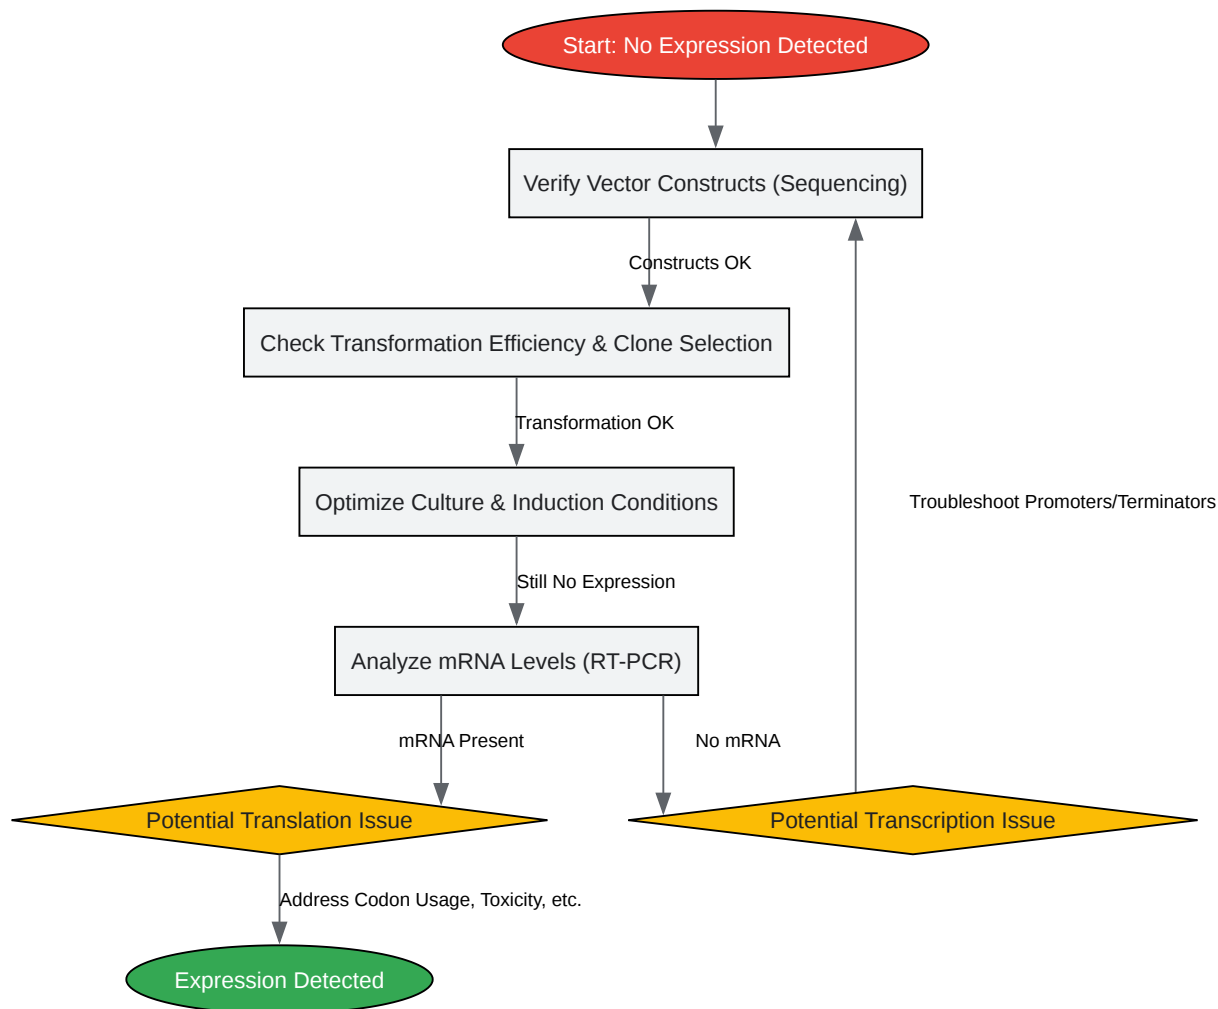 Start: No Expression Detected
Verify Vector Constructs (Sequencing)
Constructs OK
Check Transformation Efficiency & Clone Selection
Transformation OK
Optimize Culture & Induction Conditions
Troubleshoot Promoters/Terminators
Still No Expression
Analyze mRNA Levels (RT-PCR)
mRNA Present
No mRNA
Potential Translation Issue
Potential Transcription Issue
Address Codon Usage, Toxicity, etc.
Expression Detected